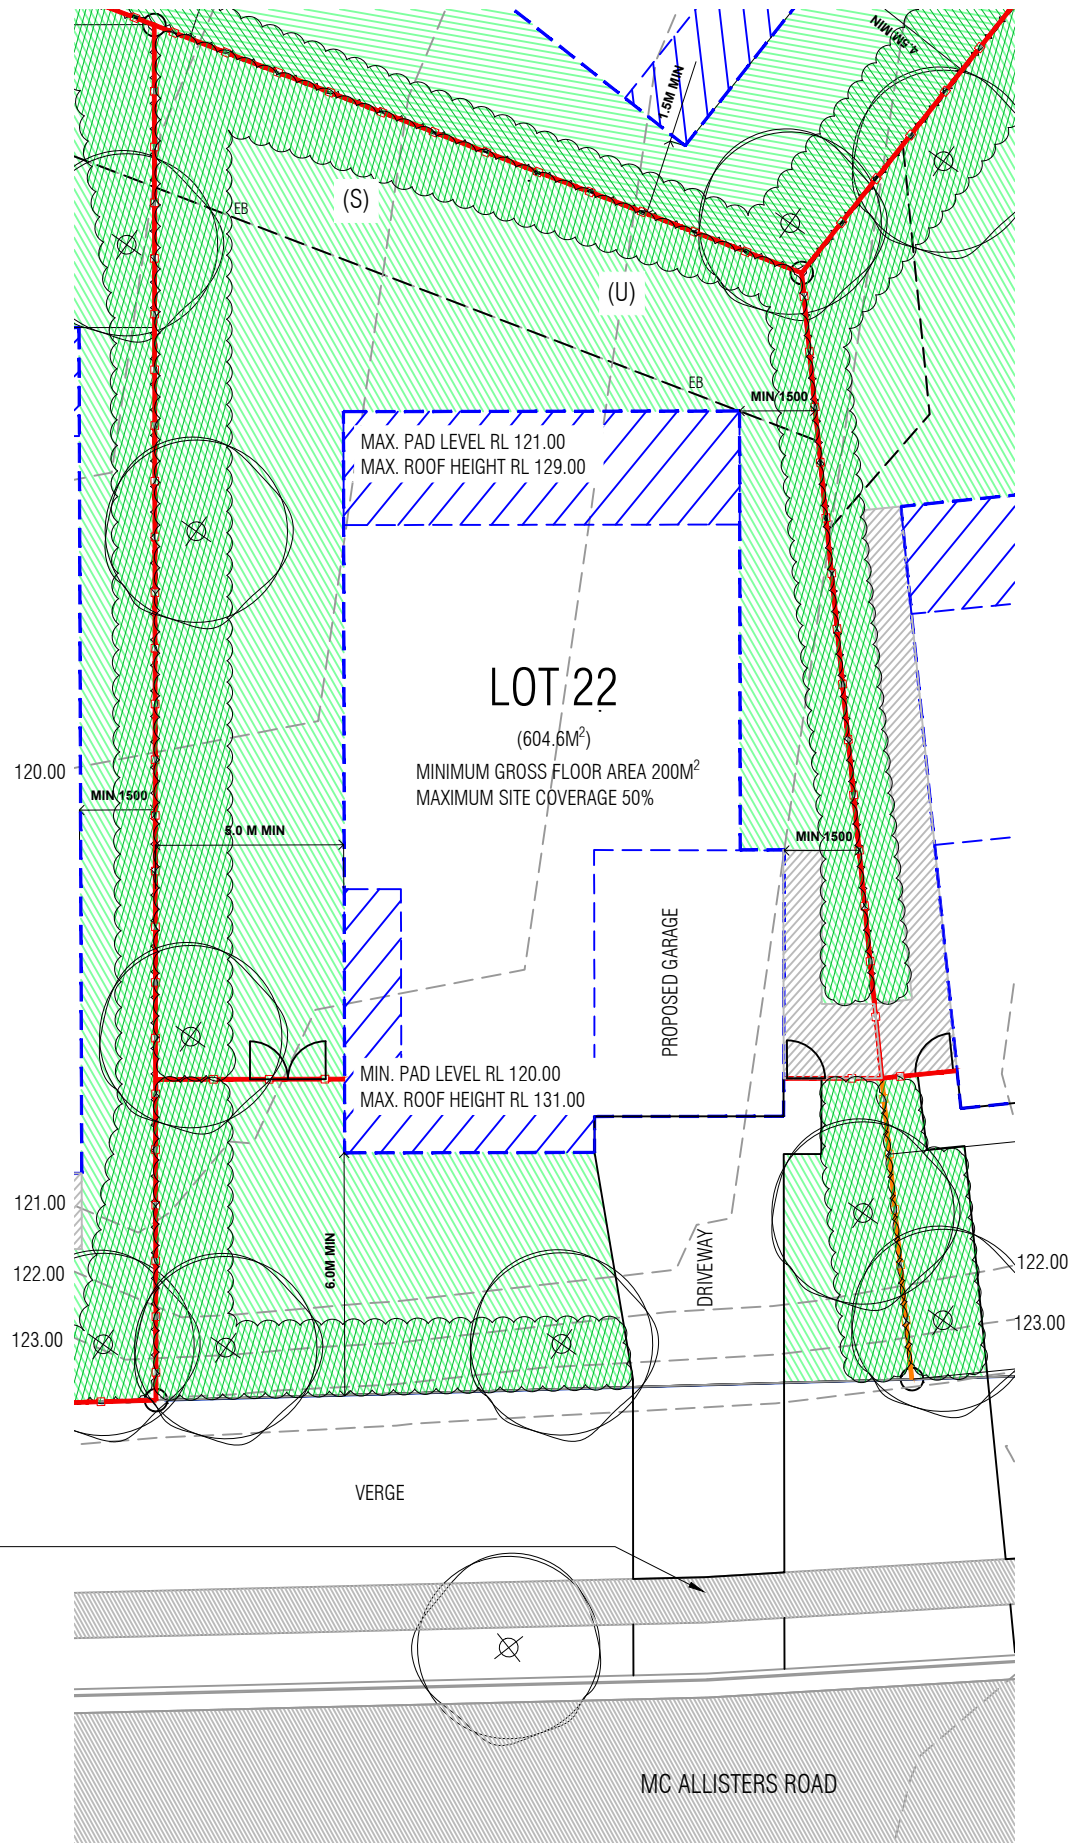 4.5M MIN
1.5M MIN
(S)
EB
(U)
EB
MIN 1500
MAX. PAD LEVEL RL 121.00
MAX. ROOF HEIGHT RL 129.00
LOT 22
(604.6M²)
MINIMUM GROSS FLOOR AREA 200M²
MAXIMUM SITE COVERAGE 50%
120.00
MIN 1500
5.0 M MIN
MIN 1500
PROPOSED GARAGE
MIN. PAD LEVEL RL 120.00
MAX. ROOF HEIGHT RL 131.00
121.00
6.0M MIN
DRIVEWAY
122.00
122.00
123.00
123.00
VERGE
MC ALLISTERS ROAD